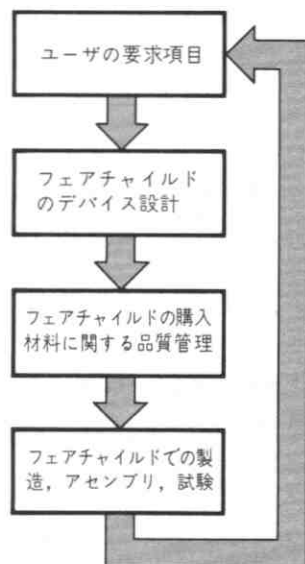 ユーザの要求項目
フェアチャイルド
のデバイス設計
フェアチャイルドの購入
材料に関する品質管理
フェアチャイルドでの製
造，アセンブリ，試験